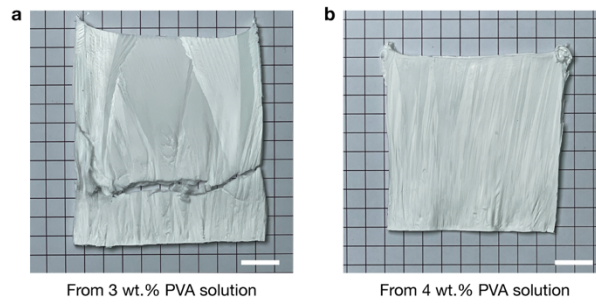 a
b
From 3 wt.% PVA solution
From 4 wt.% PVA solution